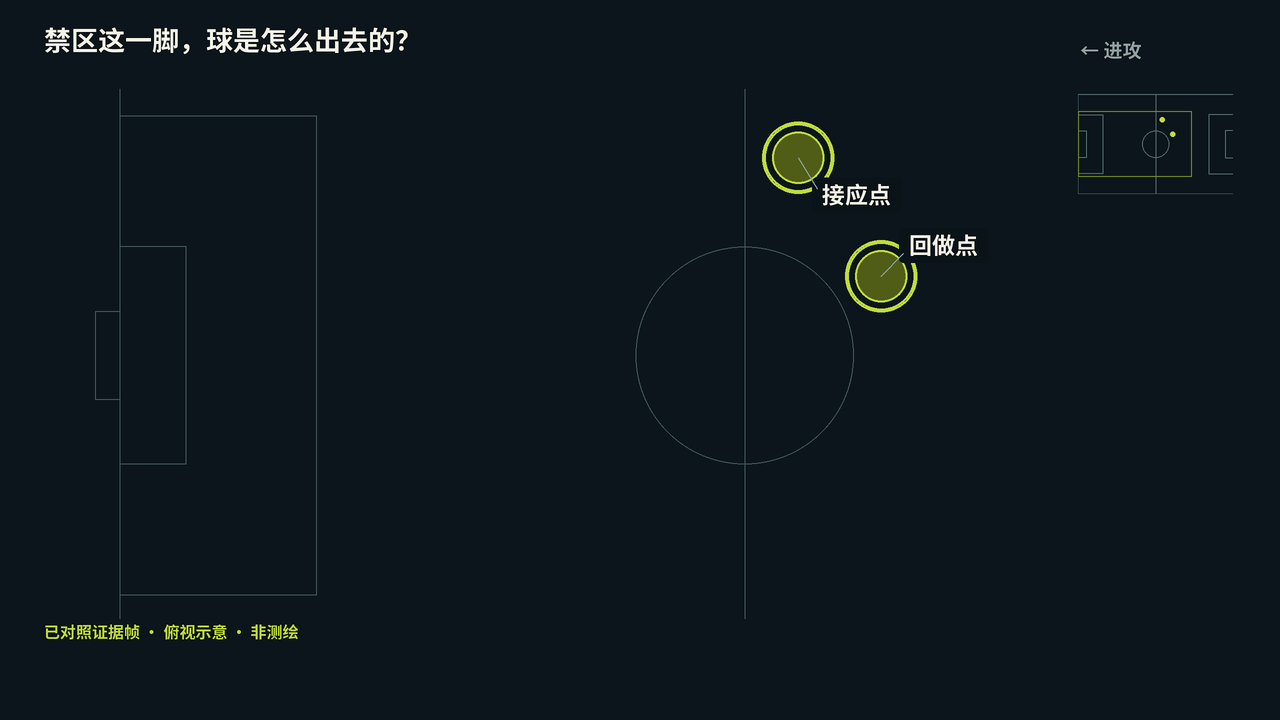 禁区这一脚，球是怎么出去的？
← 进攻
接应点
回做点
已对照证据帧 · 俯视示意 · 非测绘